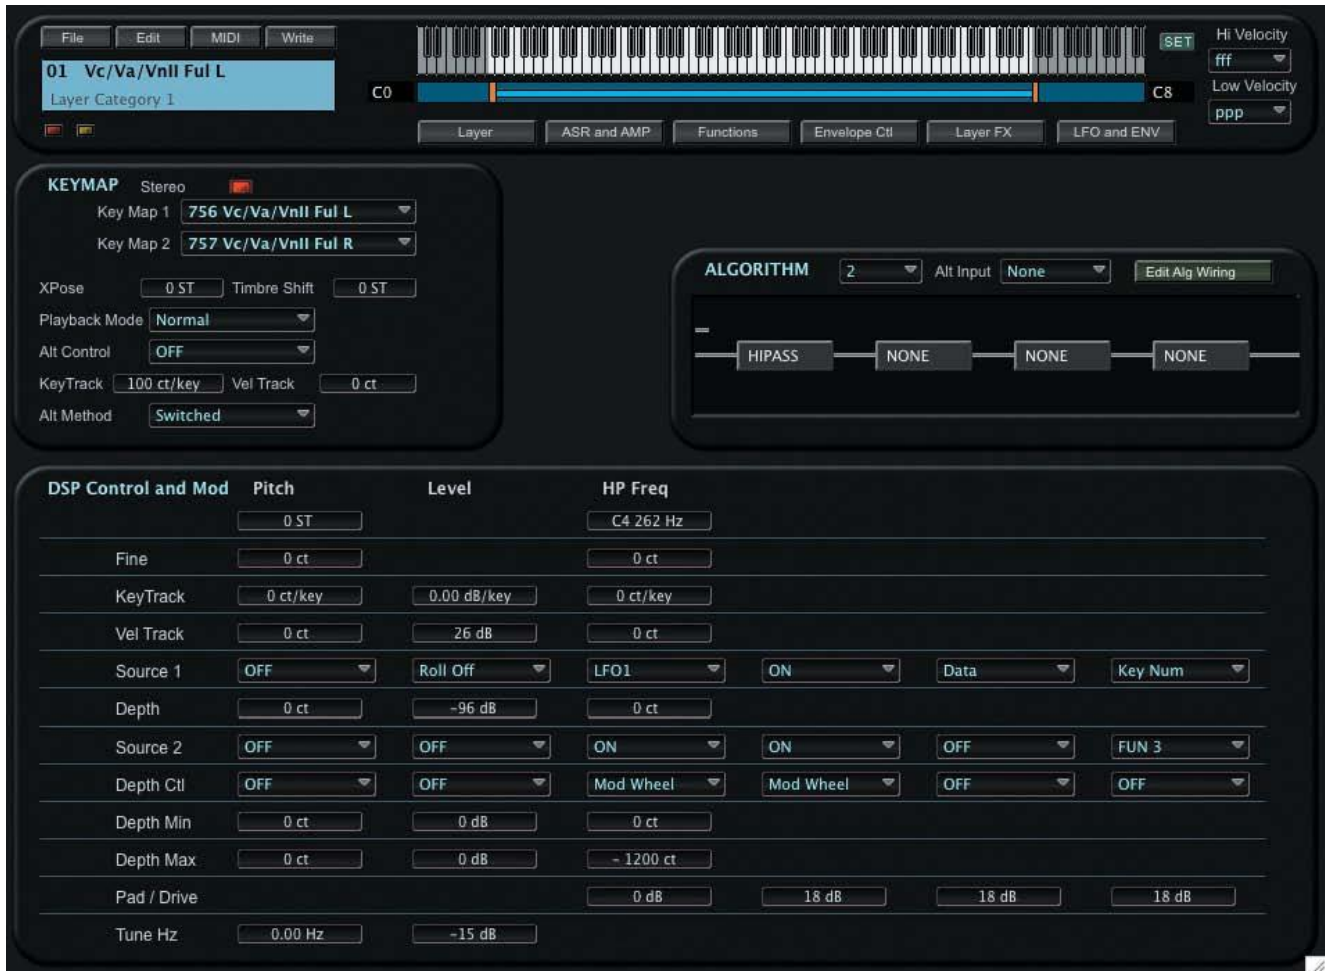 File Edit MIDI Write SET Hi Velocity
01 Vc/Va/VnII Ful L fff
Layer Category 1 C0 C8 Low Velocity
ppp
Layer ASR and AMP Functions Envelope Ctl Layer FX LFO and ENV
KEYMAP Stereo
Key Map 1 756 Vc/Va/VnII Ful L
Key Map 2 757 Vc/Va/VnII Ful R
XPose 0 ST Timbre Shift 0 ST
Playback Mode Normal
Alt Control OFF
KeyTrack 100 ct/key Vel Track 0 ct
Alt Method Switched
ALGORITHM 2 Alt Input None Edit Alg Wiring
HIPASS NONE NONE NONE
DSP Control and Mod Pitch Level HP Freq
0 ST C4 262 Hz
Fine 0 ct 0 ct
KeyTrack 0 ct/key 0.00 dB/key 0 ct/key
Vel Track 0 ct 26 dB 0 ct
Source 1 OFF Roll Off LFO1 ON Data Key Num
Depth 0 ct -96 dB 0 ct
Source 2 OFF OFF ON ON OFF FUN 3
Depth Ctl OFF OFF Mod Wheel Mod Wheel OFF OFF
Depth Min 0 ct 0 dB 0 ct
Depth Max 0 ct 0 dB - 1200 ct
Pad / Drive 0 dB 18 dB 18 dB 18 dB
Tune Hz 0.00 Hz -15 dB